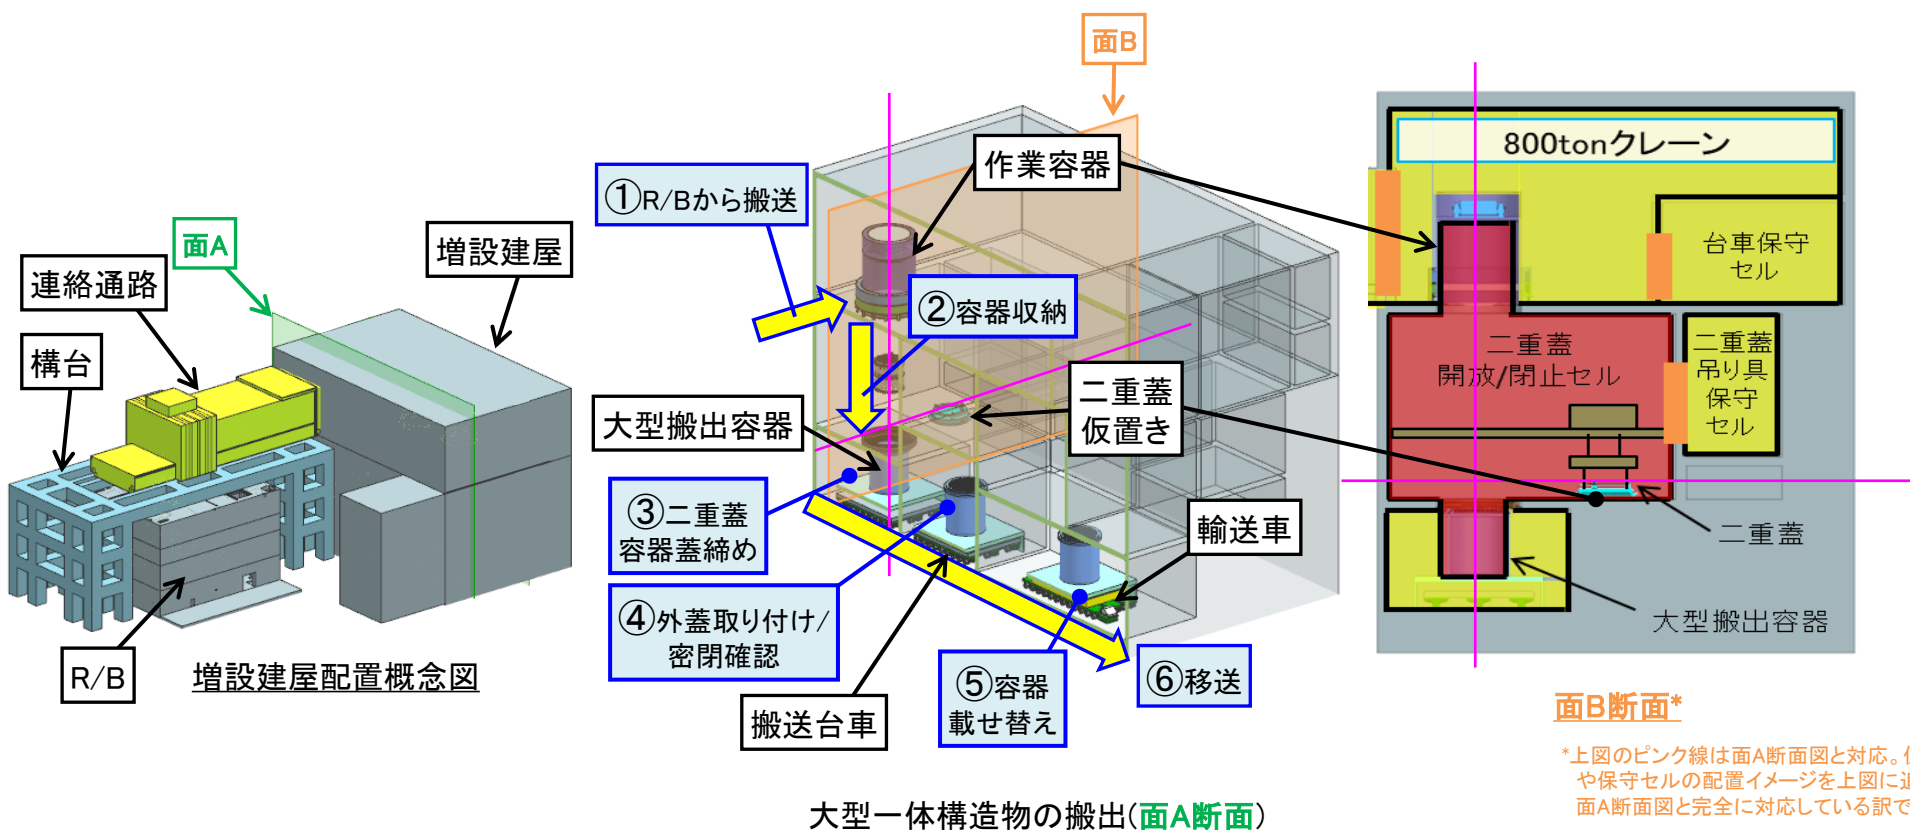 面A
連絡通路
構台
増設建屋
R/B
増設建屋配置概念図
面B
作業容器
①R/Bから搬送
②容器収納
大型搬出容器
二重蓋
仮置き
③二重蓋
容器蓋締め
輸送車
④外蓋取り付け/
密閉確認
搬送台車
⑤容器
載せ替え
⑥移送
大型一体構造物の搬出(面A断面)
800tonクレーン
台車保守
セル
二重蓋
開放/閉止セル
二重蓋
吊り具
保守
セル
二重蓋
大型搬出容器
面B断面*
*上図のピンク線は面A断面図と対応。
や保守セルの配置イメージを上図に
面A断面図と完全に対応している訳で